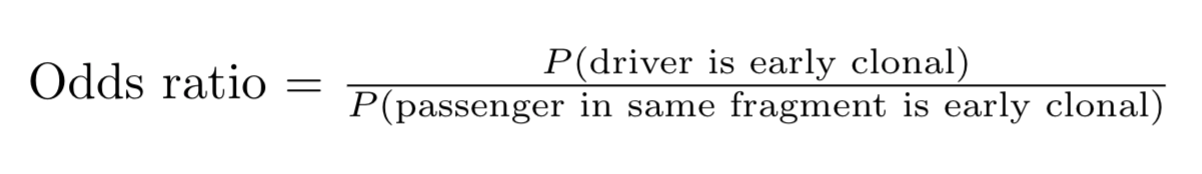 Odds ratio = P(driver is early clonal) / P(passenger in same fragment is early clonal)